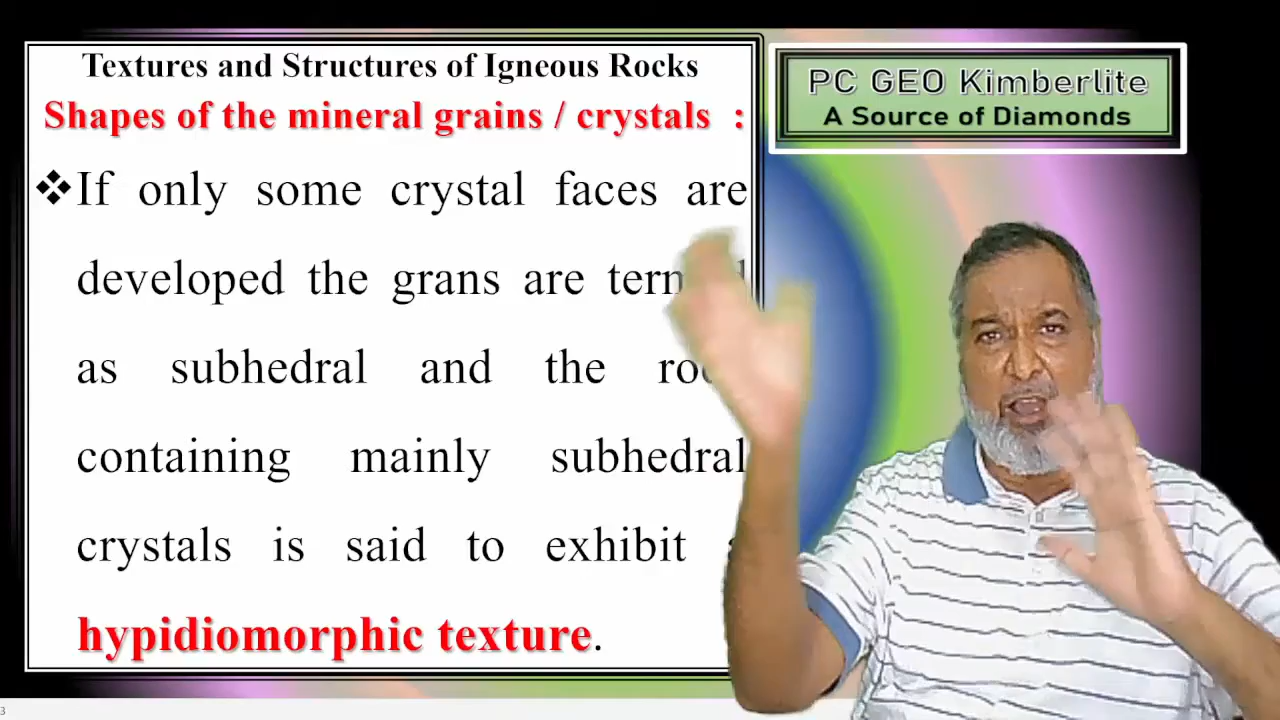 Textures and Structures of Igneous Rocks
Shapes of the mineral grains / crystals :
❖If only some crystal faces are
developed the grans are
as subhedral and the
containing mainly subhedral
crystals is said to exhibit
hypidiomorphic texture.
PC GEO Kimberlite
A Source of Diamonds
3